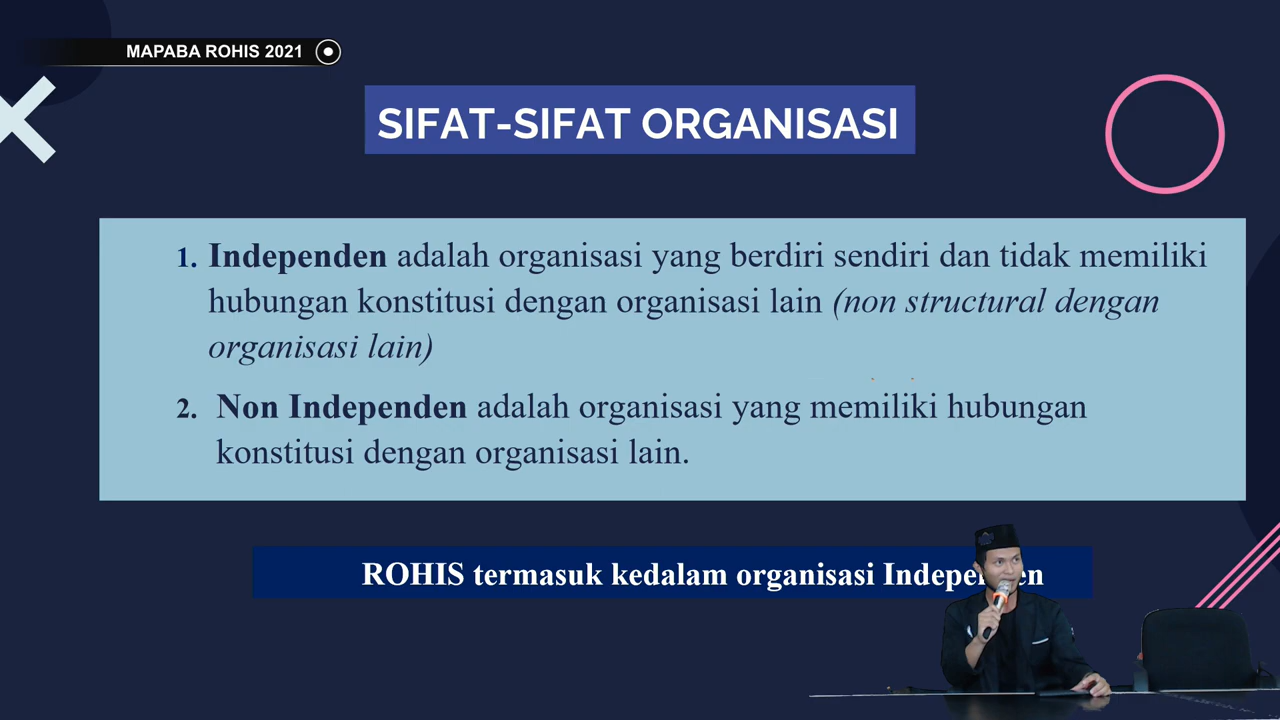 MAPABA ROHIS 2021
SIFAT-SIFAT ORGANISASI
1. Independen adalah organisasi yang berdiri sendiri dan tidak memiliki
hubungan konstitusi dengan organisasi lain (non structural dengan
organisasi lain)
2. Non Independen adalah organisasi yang memiliki hubungan
konstitusi dengan organisasi lain.
ROHIS termasuk kedalam organisasi